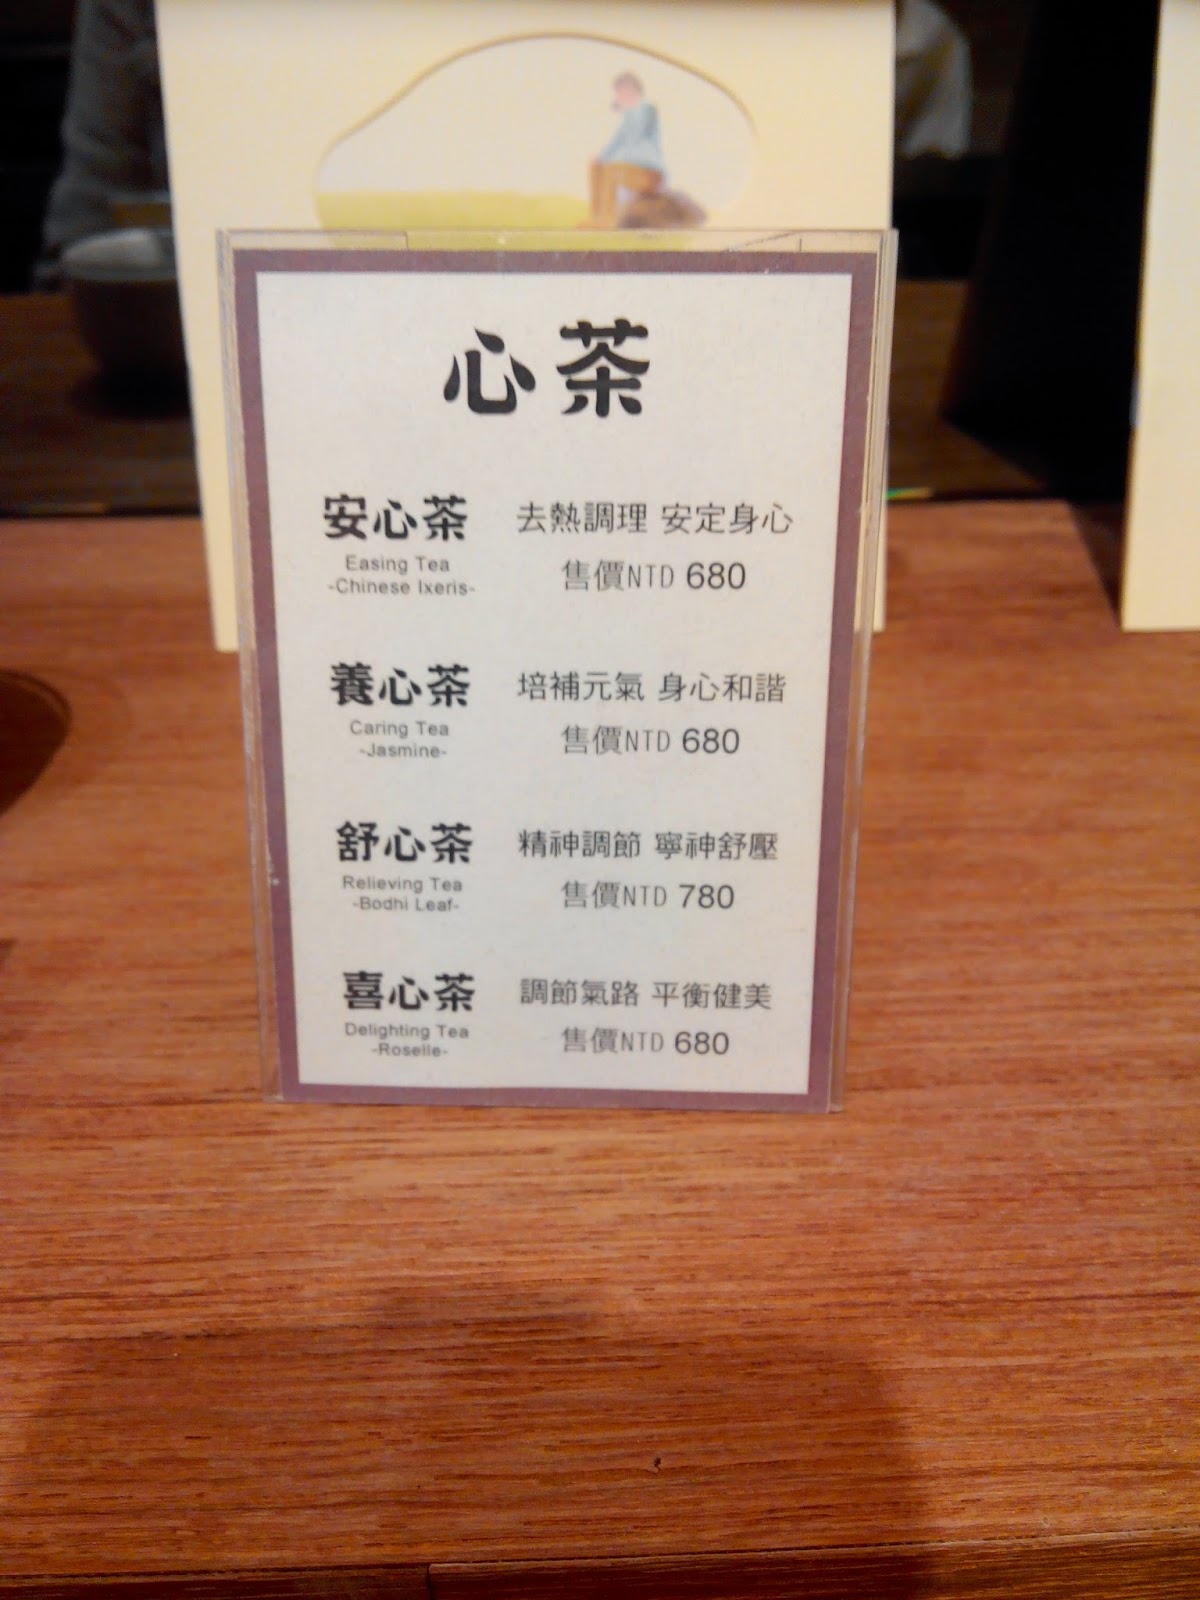 心茶
安心茶 去熱調理 安定身心
Easing Tea 售價NTD 680
-Chinese Ixeris-
養心茶 培補元氣 身心和諧
Caring Tea 售價NTD 680
-Jasmine-
舒心茶 精神調節 寧神舒壓
Relieving Tea 售價NTD 780
-Bodhi Leaf-
喜心茶 調節氣路 平衡健美
Delighting Tea 售價NTD 680
-Roselle-